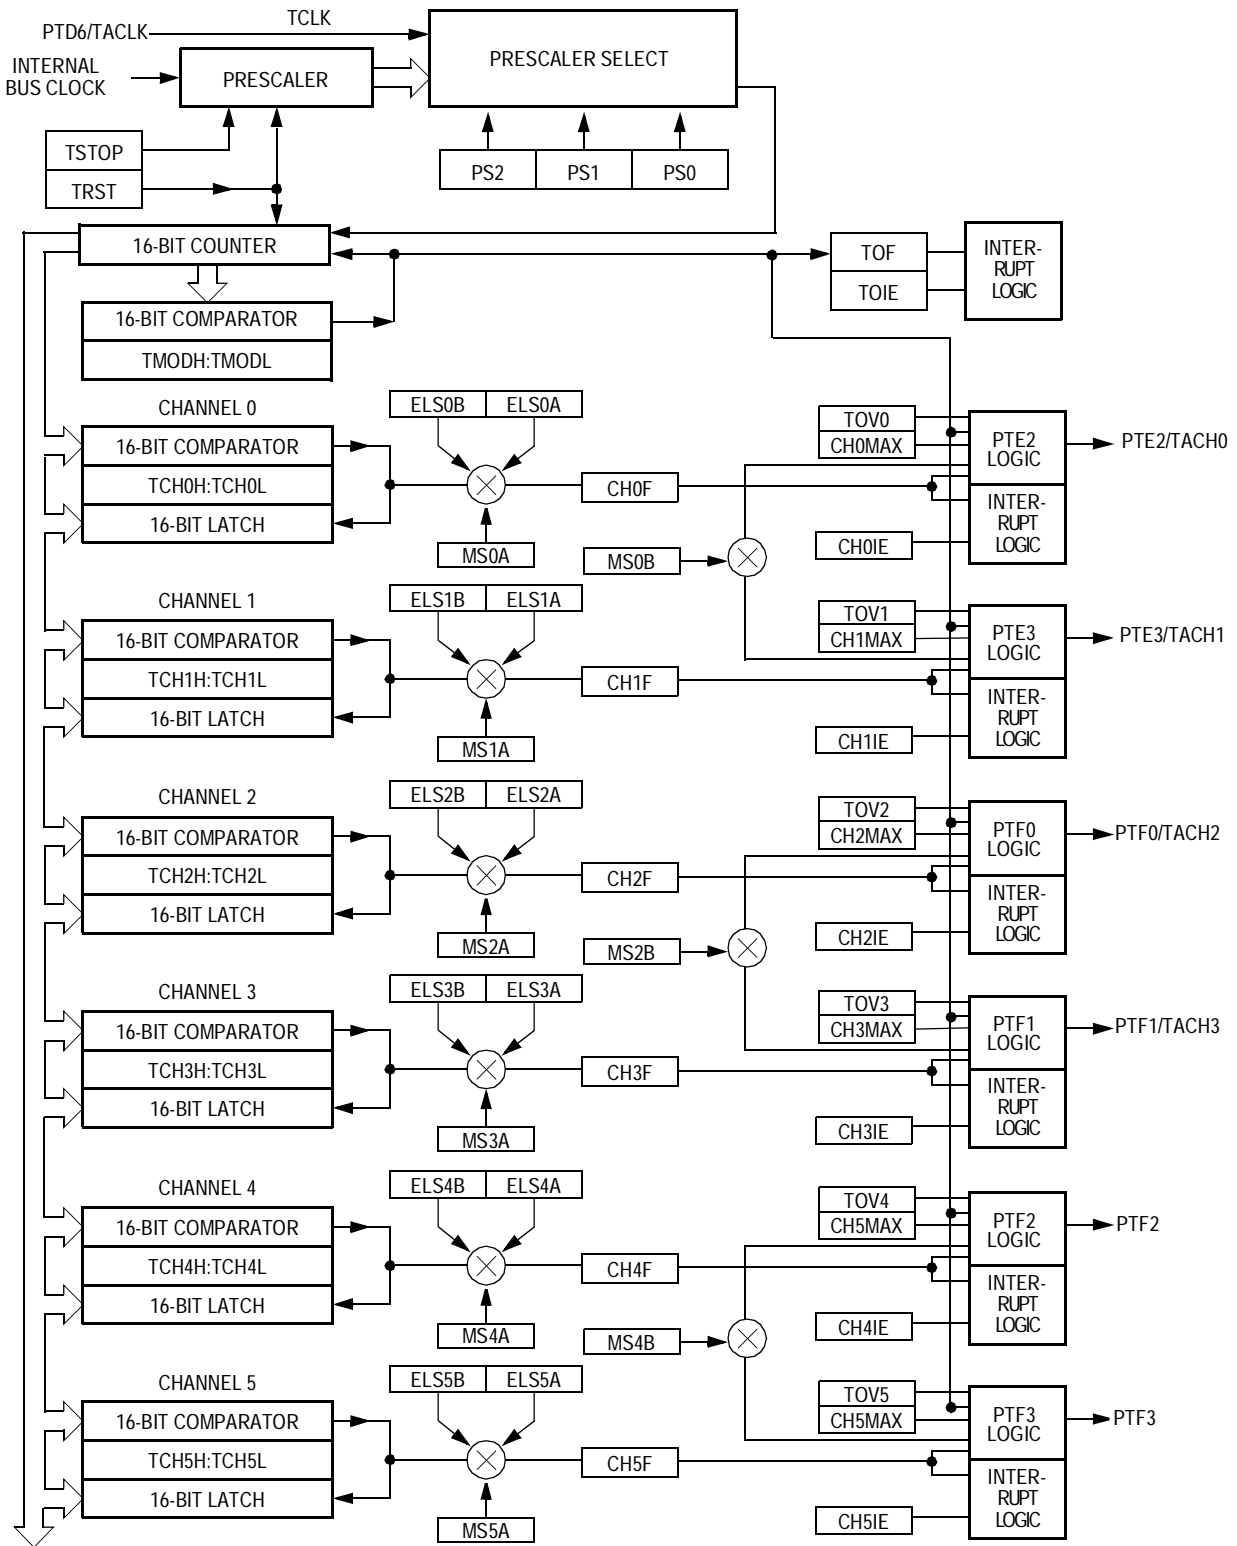 TCLK
PTD6/TACLK
PRESCALER SELECT
INTERNAL
BUS CLOCK
PRESCALER
TSTOP
TRST
PS2
PS1
PS0
16-BIT COUNTER
TOF
TOIE
INTER-
RUPT
LOGIC
16-BIT COMPARATOR
TMODH:TMODL
CHANNEL 0
16-BIT COMPARATOR
TCH0H:TCH0L
16-BIT LATCH
ELS0B
ELS0A
MS0A
CH0F
MS0B
TOV0
CH0MAX
CH0IE
PTE2
LOGIC
INTER-
RUPT
LOGIC
PTE2/TACH0
CHANNEL 1
16-BIT COMPARATOR
TCH1H:TCH1L
16-BIT LATCH
ELS1B
ELS1A
MS1A
CH1F
TOV1
CH1MAX
CH1IE
PTE3
LOGIC
INTER-
RUPT
LOGIC
PTE3/TACH1
CHANNEL 2
16-BIT COMPARATOR
TCH2H:TCH2L
16-BIT LATCH
ELS2B
ELS2A
MS2A
CH2F
MS2B
TOV2
CH2MAX
CH2IE
PTF0
LOGIC
INTER-
RUPT
LOGIC
PTF0/TACH2
CHANNEL 3
16-BIT COMPARATOR
TCH3H:TCH3L
16-BIT LATCH
ELS3B
ELS3A
MS3A
CH3F
TOV3
CH3MAX
CH3IE
PTF1
LOGIC
INTER-
RUPT
LOGIC
PTF1/TACH3
CHANNEL 4
16-BIT COMPARATOR
TCH4H:TCH4L
16-BIT LATCH
ELS4B
ELS4A
MS4A
CH4F
MS4B
TOV4
CH5MAX
CH4IE
PTF2
LOGIC
INTER-
RUPT
LOGIC
PTF2
CHANNEL 5
16-BIT COMPARATOR
TCH5H:TCH5L
16-BIT LATCH
ELS5B
ELS5A
MS5A
CH5F
TOV5
CH5MAX
CH5IE
PTF3
LOGIC
INTER-
RUPT
LOGIC
PTF3